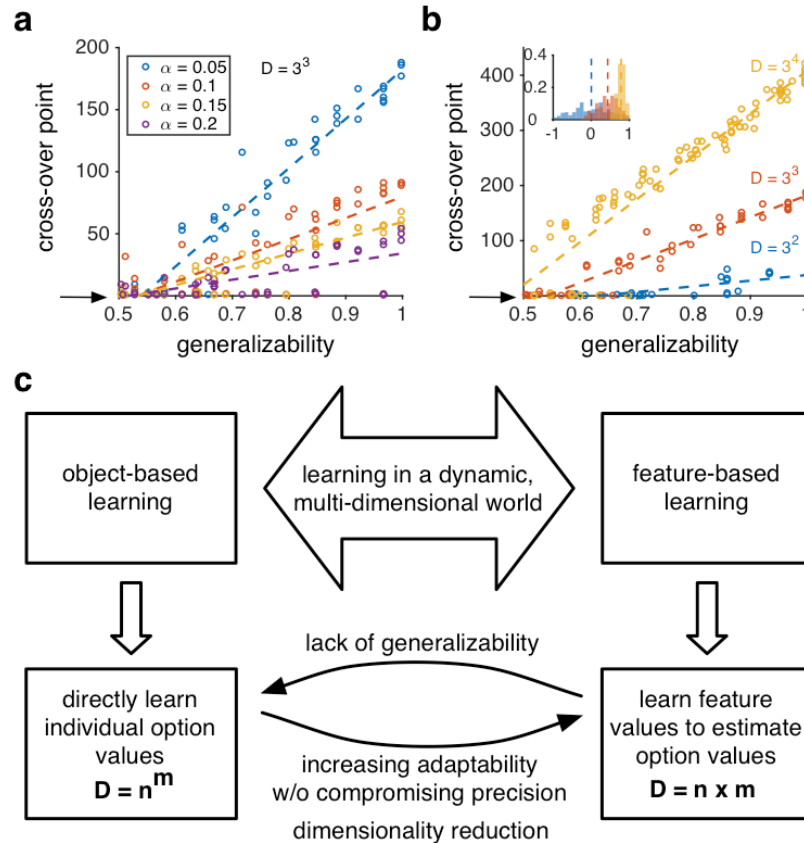 a
200
150
100
50
cross-over point
α = 0.05
α = 0.1
α = 0.15
α = 0.2
D = 3³
0.5 0.6 0.7 0.8 0.9 1
generalizability
b
400
300
200
100
cross-over point
0.4
0.2
0
-1 0 1
D = 3⁴
D = 3³
D = 3²
0.5 0.6 0.7 0.8 0.9 1
generalizability
c
object-based
learning
learning in a dynamic,
multi-dimensional world
feature-based
learning
lack of generalizability
directly learn
individual option
values
D = nᵐ
learn feature
values to estimate
option values
D = n x m
increasing adaptability
w/o compromising precision
dimensionality reduction